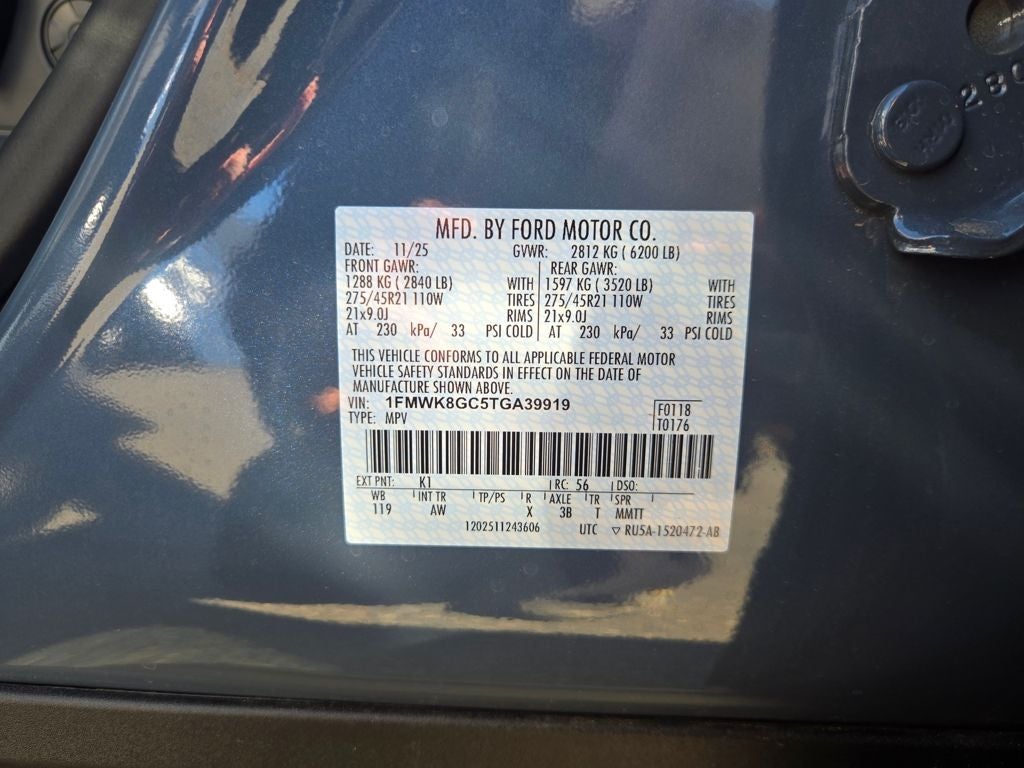 280
MFD. BY FORD MOTOR CO.
DATE: 11/25 GVWR: 2812 KG ( 6200 LB)
FRONT GAWR: REAR GAWR:
1288 KG ( 2840 LB) WITH 1597 KG ( 3520 LB) WITH
275/45R21 110W TIRES 275/45R21 110W TIRES
21x9.0J RIMS 21x9.0J RIMS
AT 230 kPa/ 33 PSI COLD AT 230 kPa/ 33 PSI COLD
THIS VEHICLE CONFORMS TO ALL APPLICABLE FEDERAL MOTOR
VEHICLE SAFETY STANDARDS IN EFFECT ON THE DATE OF
MANUFACTURE SHOWN ABOVE.
VIN: 1FMWK8GC5TGA39919
TYPE: MPV
F0118
T0176
EXT PNT: K1 RC: 56 DSO:
WB INT TR TP/PS R AXLE TR SPR
119 AW X 3B T MMTT
1202511243606 UTC ▽ RU5A-1520472-AB